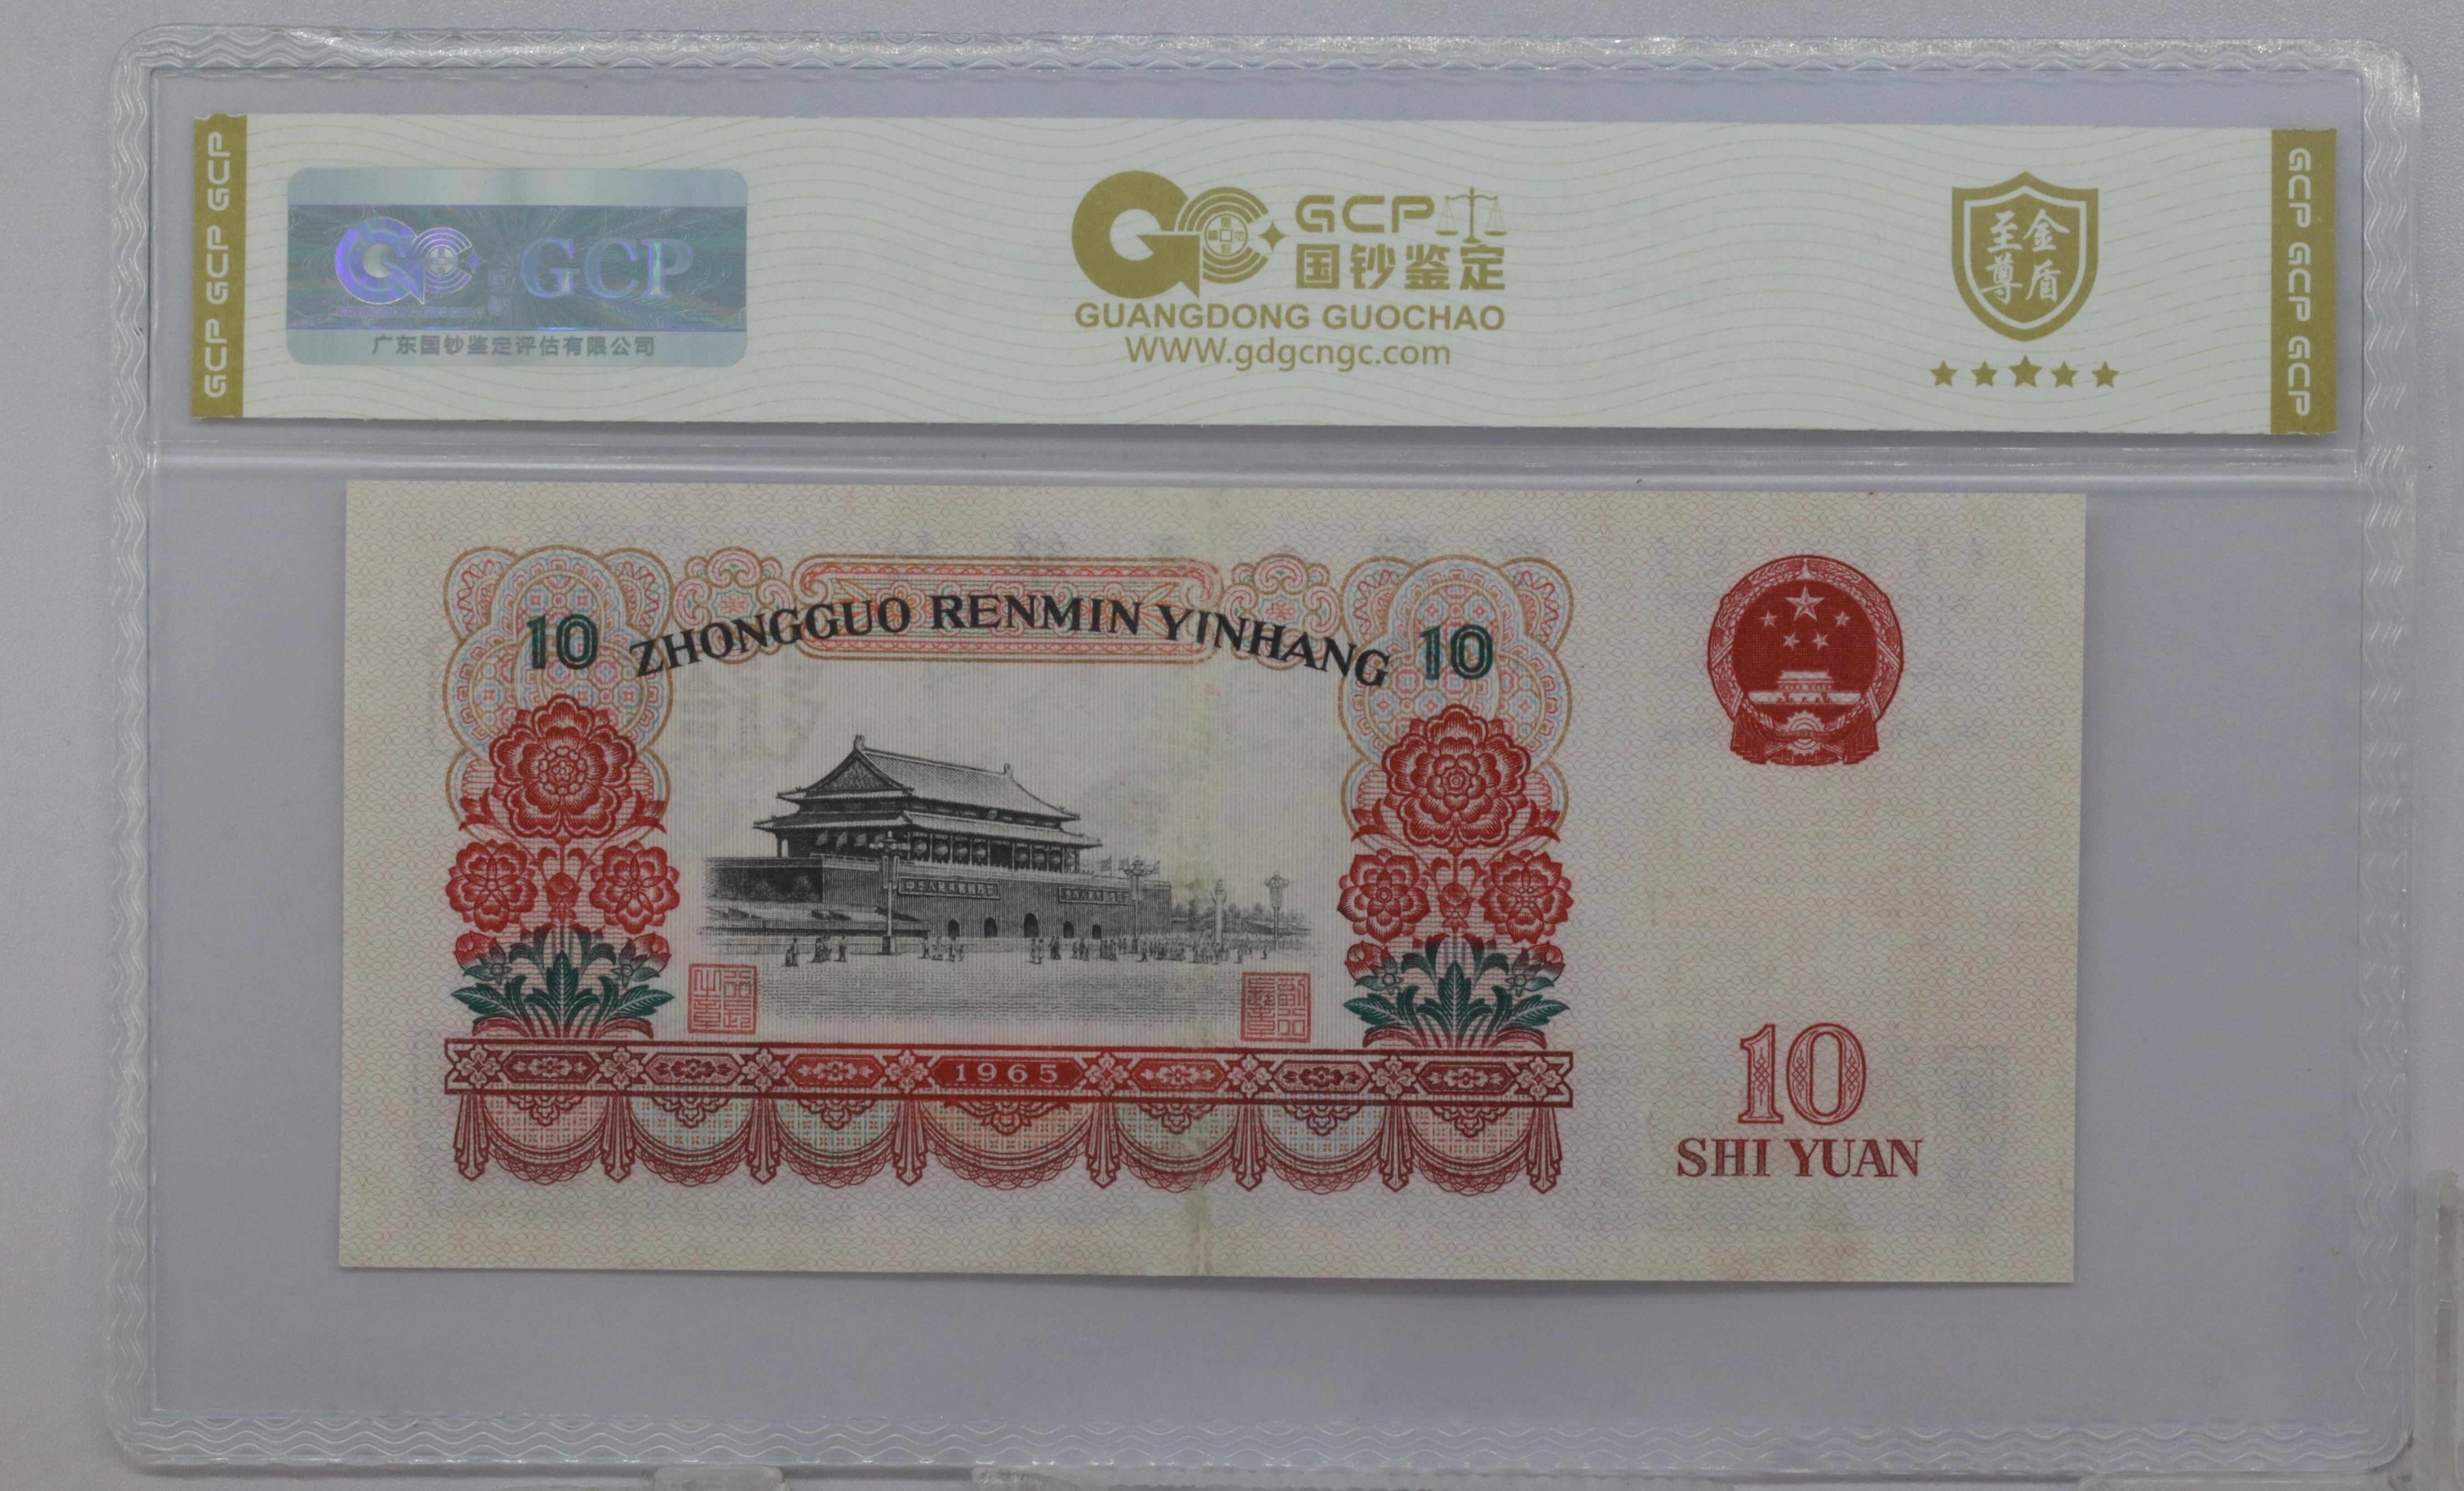 GCP GCP GCP
GCP
广东国钞鉴定评估有限公司
GCP
国钞鉴定
GUANGDONG GUOCHAO
WWW.gdgcngc.com
金盾
至尊
GCP GCP GCP
ZHONGGUO RENMIN YINHANG
10
10
1965
10
SHI YUAN